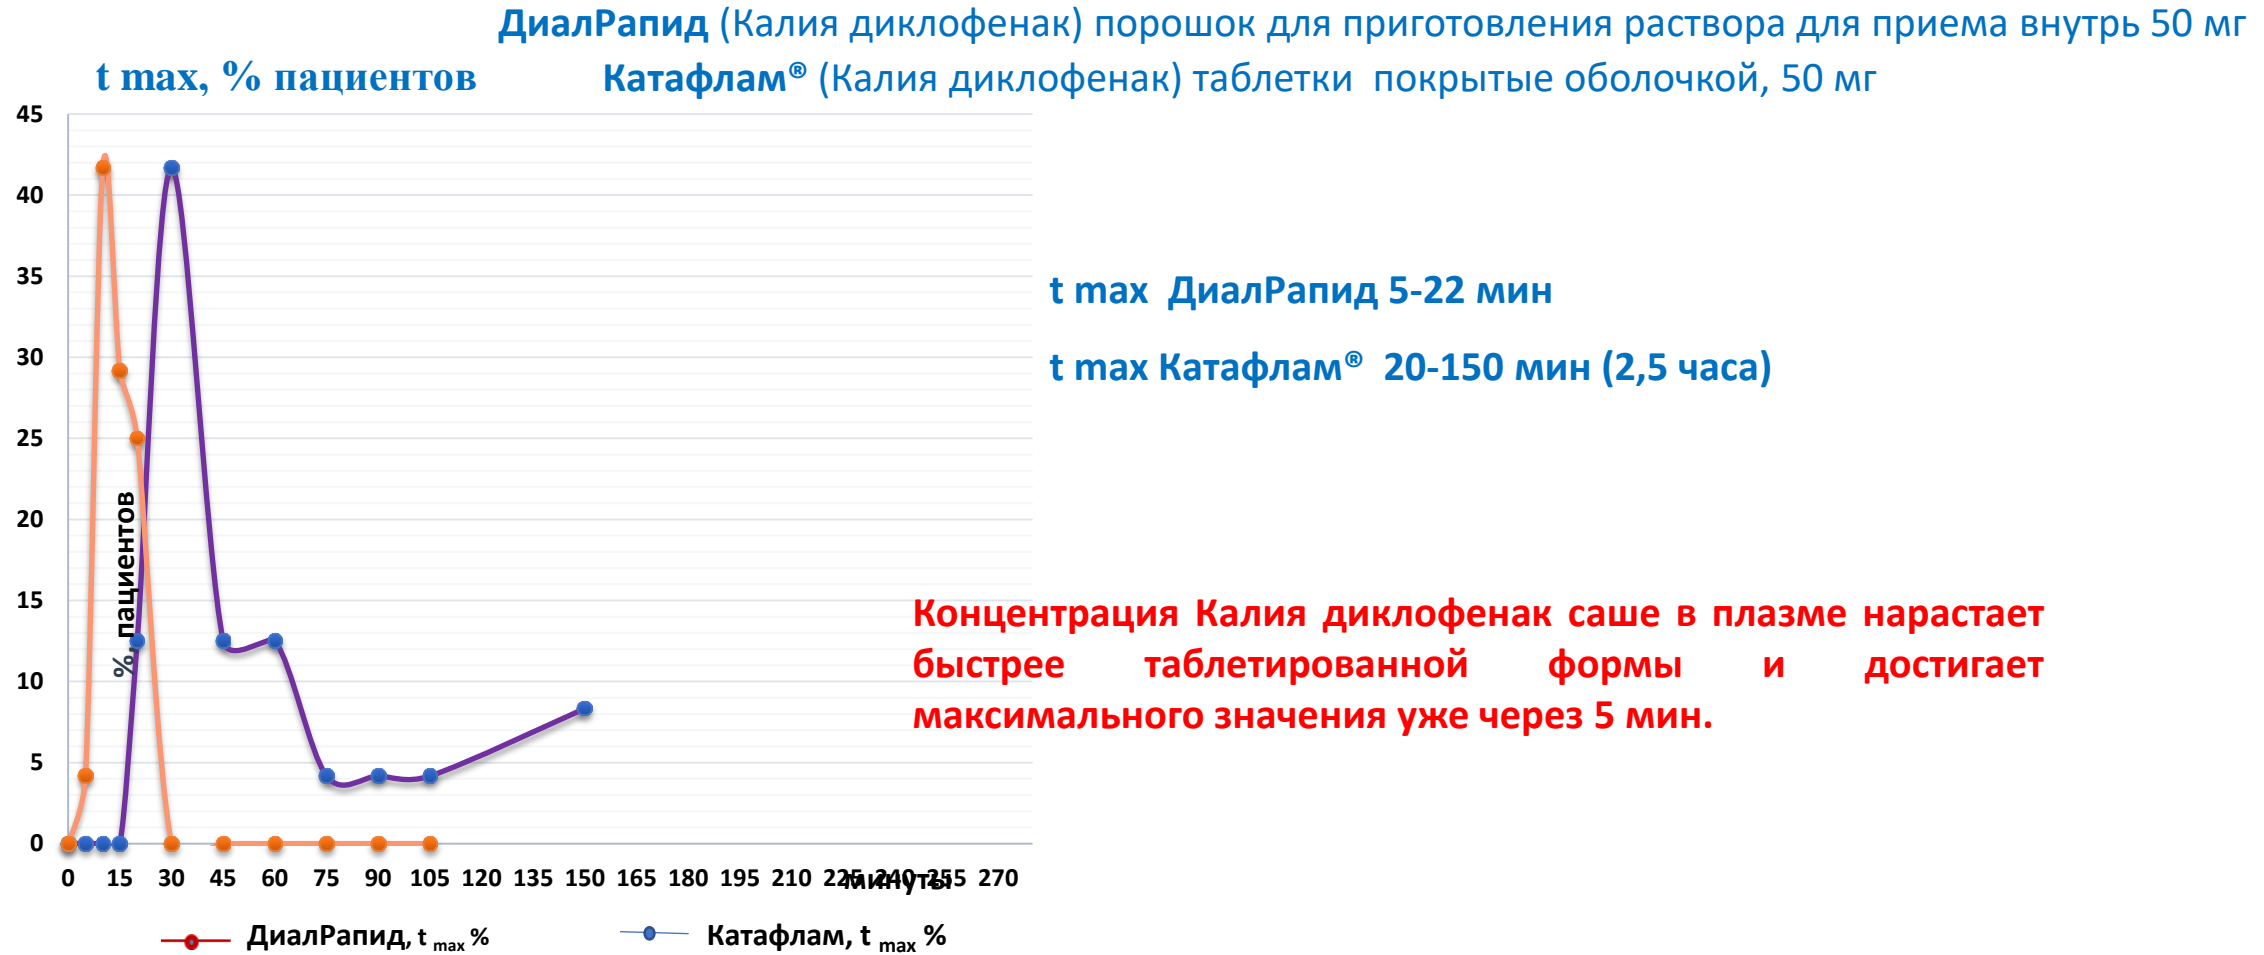 ДиалРапид (Калия диклофенак) порошок для приготовления раствора для приема внутрь 50 мг
t max, % пациентов
Катафлам® (Калия диклофенак) таблетки покрытые оболочкой, 50 мг
45
40
35
30
25
20
15
10
5
0
%, пациентов
0 15 30 45 60 75 90 105 120 135 150 165 180 195 210 225 240 255 270
минуты
ДиалРапид, t max %
Катафлам, t max %
t max ДиалРапид 5-22 мин
t max Катафлам® 20-150 мин (2,5 часа)
Концентрация Калия диклофенак саше в плазме нарастает
быстрее таблетированной формы и достигает
максимального значения уже через 5 мин.